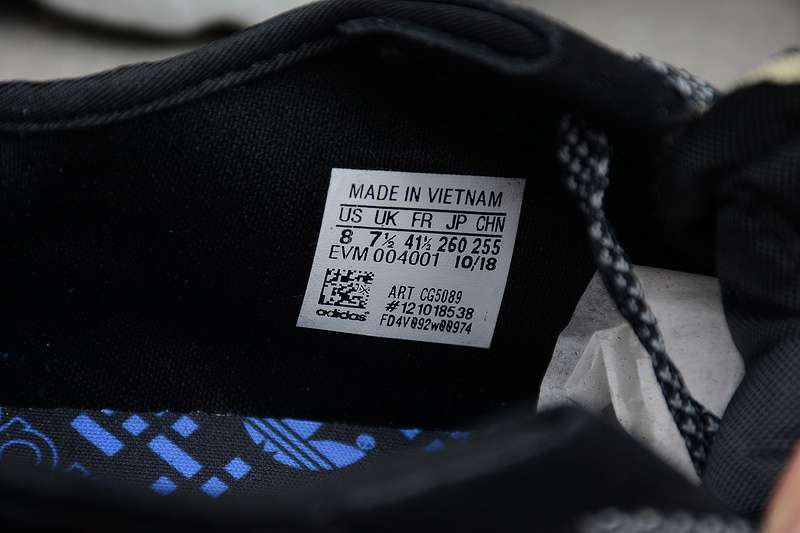 MADE IN VIETNAM
US UK FR JP CHN
8 7½ 41⅓ 260 255
EVM 004001 10/18
ART CG5089
#121018538
adidas FD4V092w00974